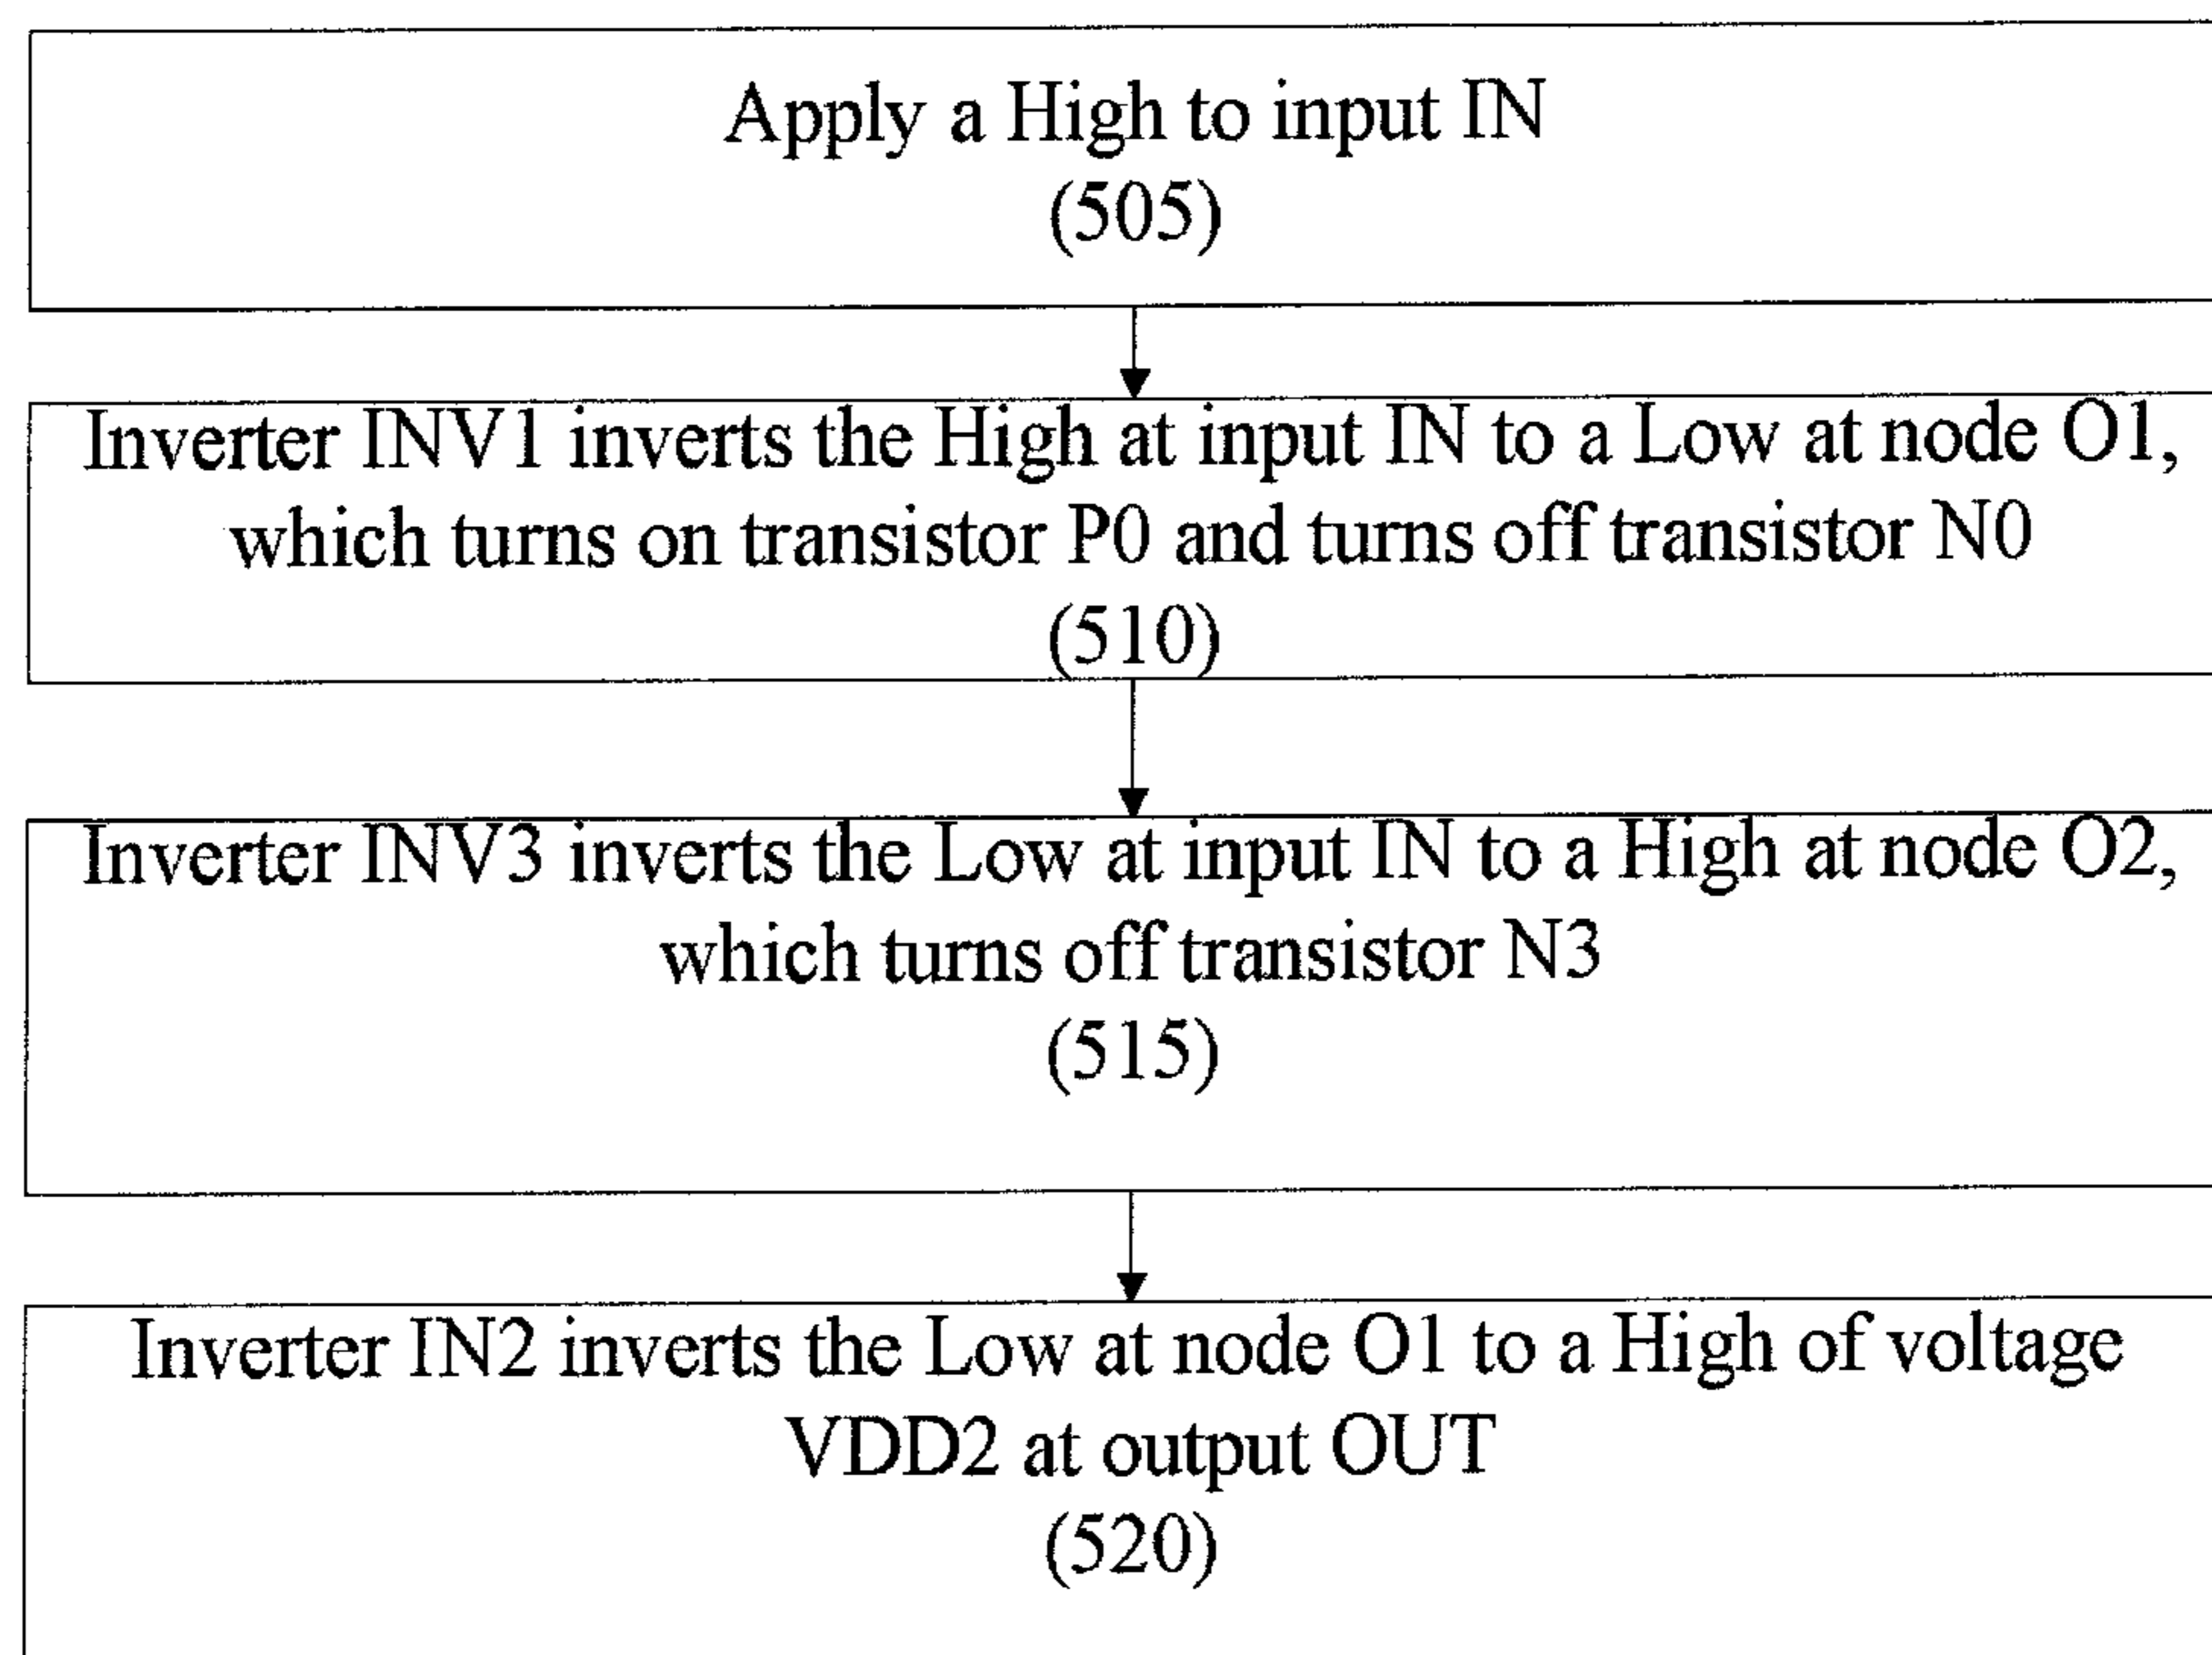 Apply a High to input IN
(505)
Inverter INV1 inverts the High at input IN to a Low at node O1,
which turns on transistor P0 and turns off transistor N0
(510)
Inverter INV3 inverts the Low at input IN to a High at node O2,
which turns off transistor N3
(515)
Inverter IN2 inverts the Low at node O1 to a High of voltage
VDD2 at output OUT
(520)